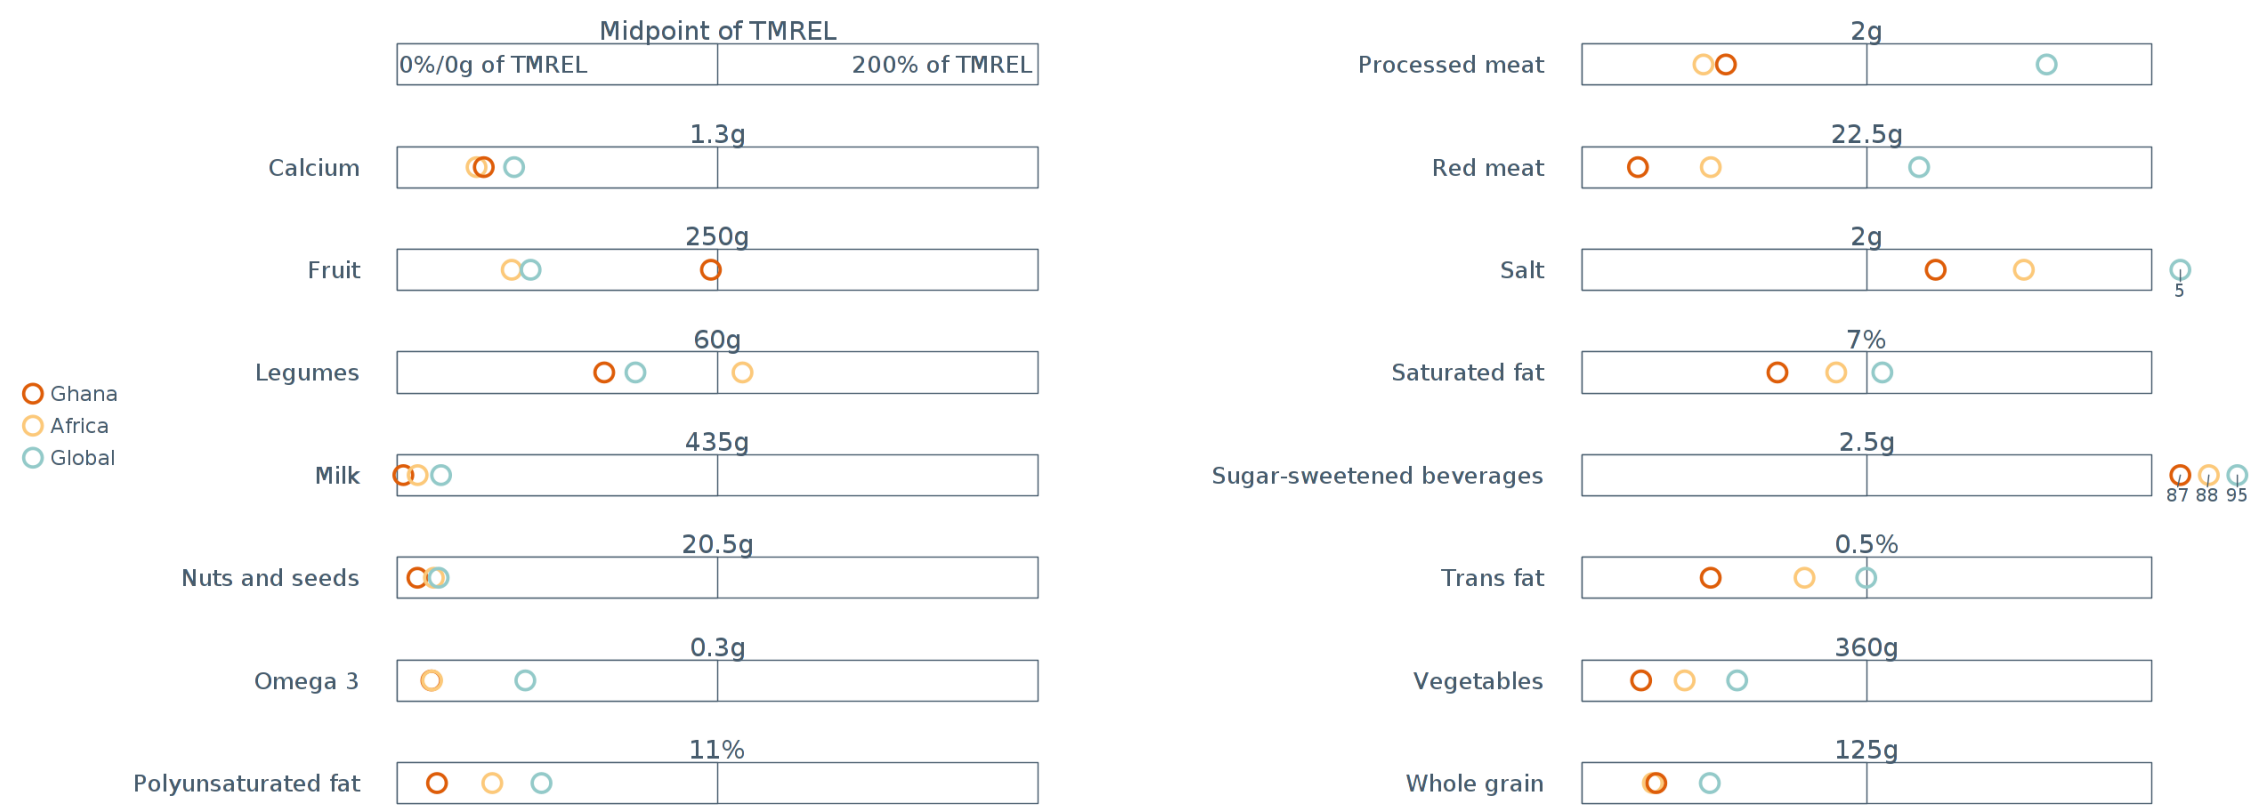 Midpoint of TMREL
0%/0g of TMREL
200% of TMREL
1.3g
Calcium
250g
Fruit
60g
Legumes
435g
Milk
20.5g
Nuts and seeds
0.3g
Omega 3
11%
Polyunsaturated fat
Ghana
Africa
Global
2g
Processed meat
22.5g
Red meat
2g
Salt
5
7%
Saturated fat
2.5g
Sugar-sweetened beverages
87 88 95
0.5%
Trans fat
360g
Vegetables
125g
Whole grain